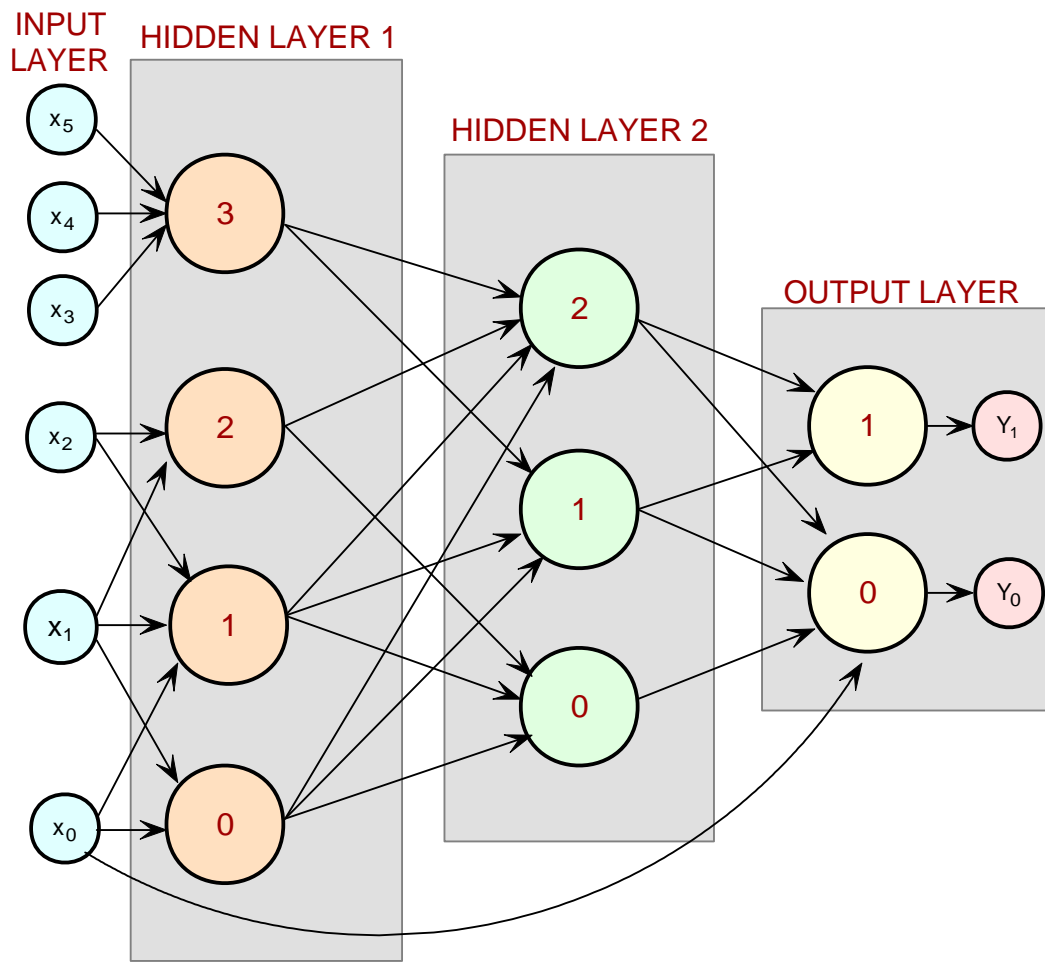 INPUT
LAYER
HIDDEN LAYER 1
HIDDEN LAYER 2
OUTPUT LAYER
x5
x4
x3
x2
x1
x0
3
2
1
0
2
1
0
1
0
Y1
Y0